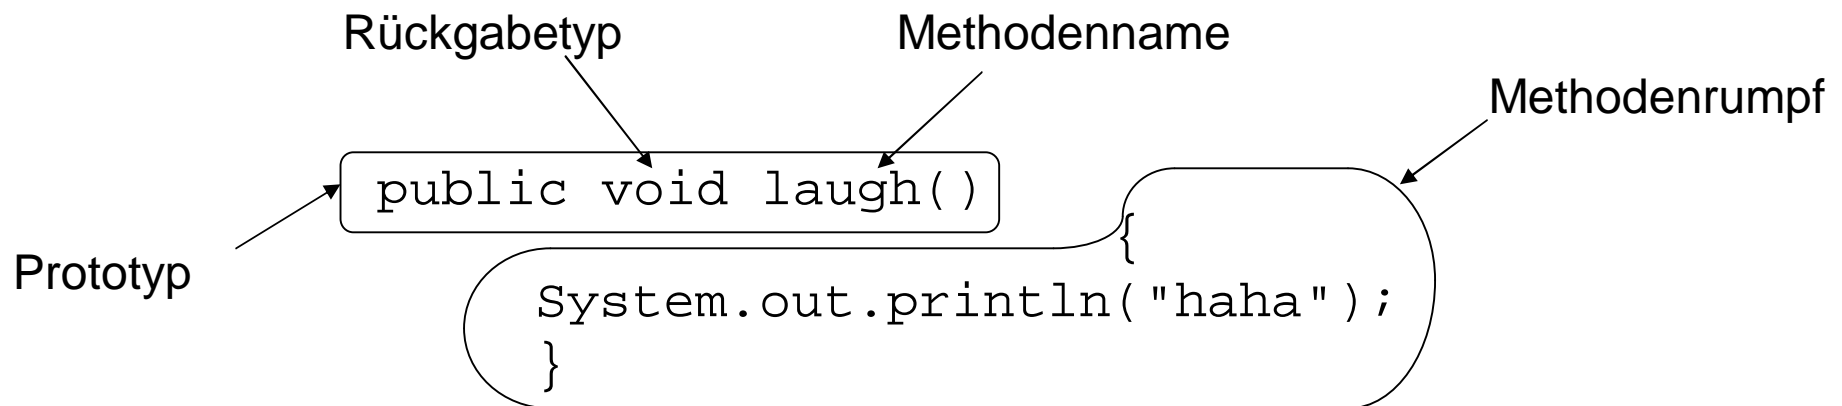 Rückgabetyp Methodenname
Methodenrumpf
public void laugh()
{
Prototyp
System.out.println("haha");
}